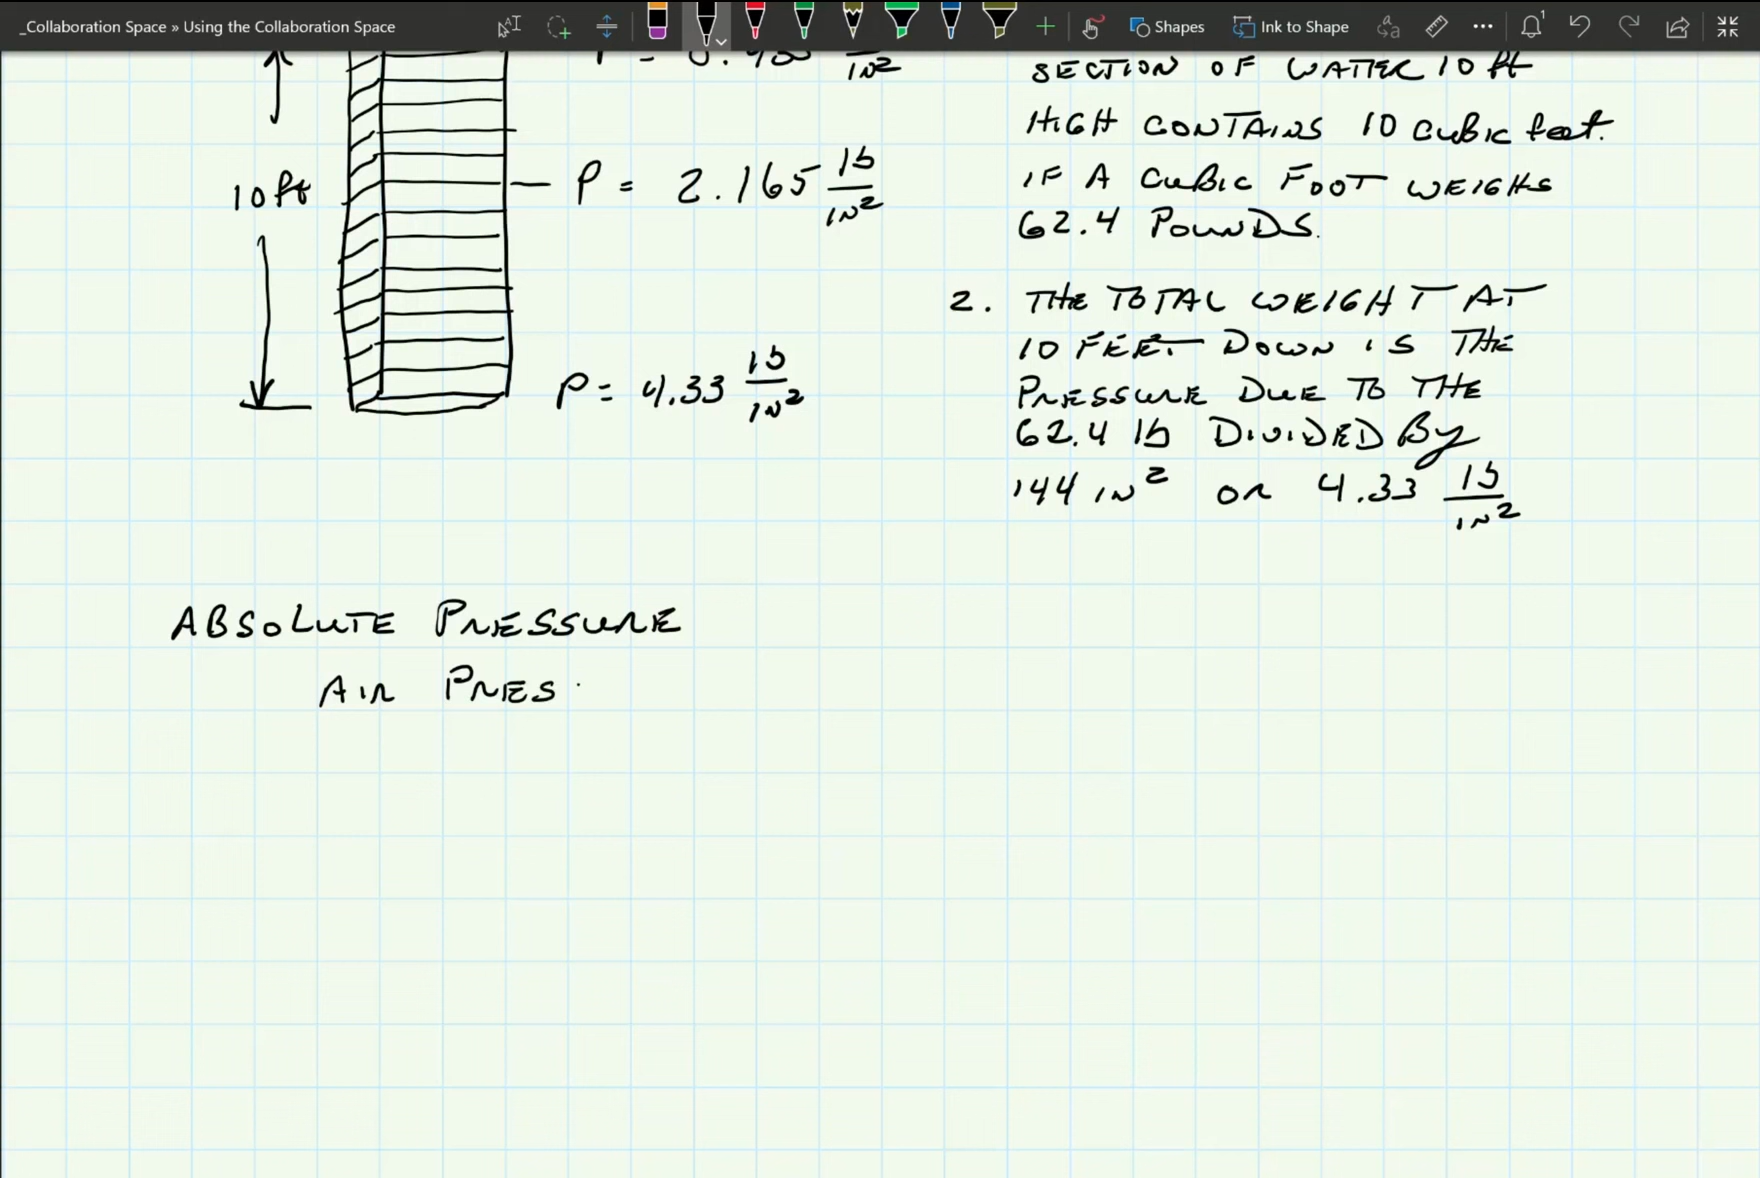 _Collaboration Space » Using the Collaboration Space
Shapes
Ink to Shape
SECTION OF WATTER 10 ft
HIGH CONTAINS 10 cubic feet.
IF A CUBIC FOOT WEIGHS
62.4 POUNDS.
10 ft
P = 2.165 lb/IN²
P = 4.33 lb/IN²
2. THE TOTAL WEIGHT AT
10 FEET DOWN IS THE
PRESSURE DUE TO THE
62.4 lb DIVIDED By
144 IN² OR 4.33 lb/IN²
ABSOLUTE PRESSURE
AIR PRES